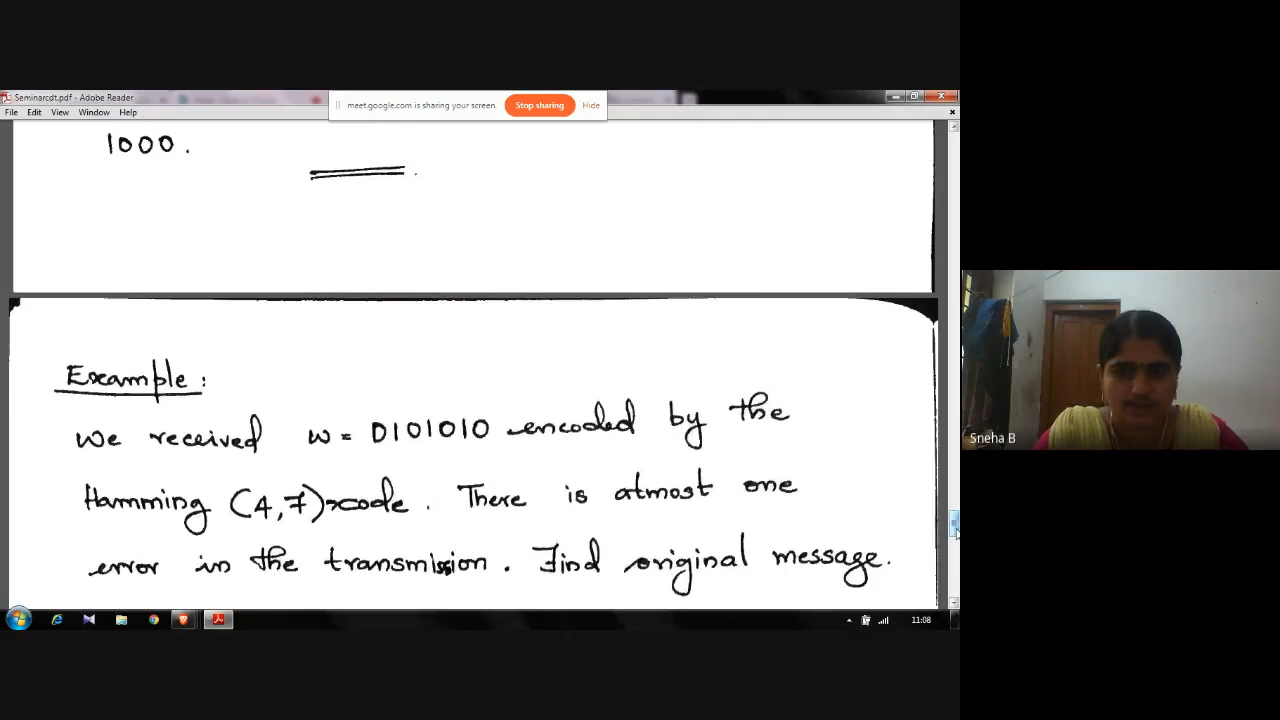 Seminarcdt.pdf - Adobe Reader
meet.google.com is sharing your screen. Stop sharing Hide
File Edit View Window Help
1000.
Example:
We received w = 0101010 encoded by the
Hamming (4,7)-code. There is atmost one
error in the transmission. Find original message.
Sneha B
11:08